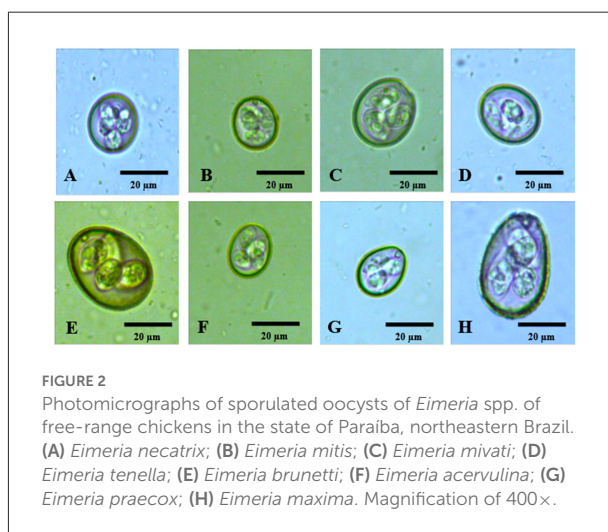 A 20 µm B 20 µm C 20 µm D 20 µm
E 20 µm F 20 µm G 20 µm H 20 µm
FIGURE 2
Photomicrographs of sporulated oocysts of Eimeria spp. of
free-range chickens in the state of Paraíba, northeastern Brazil.
(A) Eimeria necatrix; (B) Eimeria mitis; (C) Eimeria mivati; (D)
Eimeria tenella; (E) Eimeria brunetti; (F) Eimeria acervulina; (G)
Eimeria praecox; (H) Eimeria maxima. Magnification of 400×.